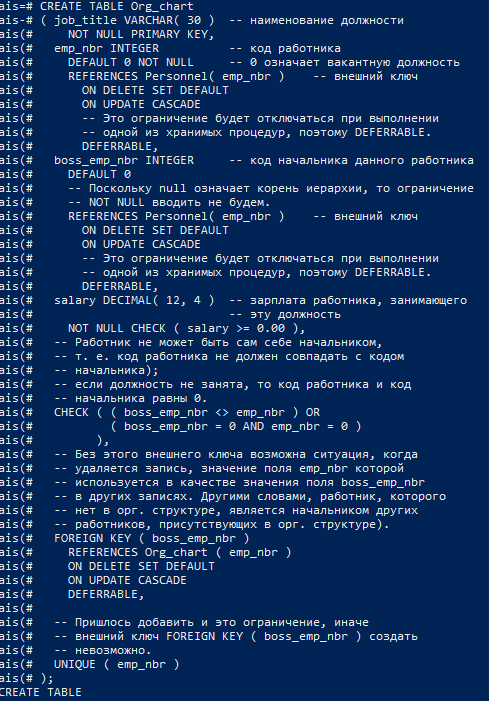 ais=# CREATE TABLE Org_chart
ais-# ( job_title VARCHAR( 30 )  -- наименование должности
ais(#     NOT NULL PRIMARY KEY,
ais(#   emp_nbr INTEGER          -- код работника
ais(#     DEFAULT 0 NOT NULL     -- 0 означает вакантную должность
ais(#     REFERENCES Personnel( emp_nbr )    -- внешний ключ
ais(#       ON DELETE SET DEFAULT
ais(#       ON UPDATE CASCADE
ais(#       -- Это ограничение будет отключаться при выполнении
ais(#       -- одной из хранимых процедур, поэтому DEFERRABLE.
ais(#       DEFERRABLE,
ais(#   boss_emp_nbr INTEGER     -- код начальника данного работника
ais(#     DEFAULT 0
ais(#     -- Поскольку null означает корень иерархии, то ограничение
ais(#     -- NOT NULL вводить не будем.
ais(#     REFERENCES Personnel( emp_nbr )    -- внешний ключ
ais(#       ON DELETE SET DEFAULT
ais(#       ON UPDATE CASCADE
ais(#       -- Это ограничение будет отключаться при выполнении
ais(#       -- одной из хранимых процедур, поэтому DEFERRABLE.
ais(#       DEFERRABLE,
ais(#   salary DECIMAL( 12, 4 )  -- зарплата работника, занимающего
ais(#                            -- эту должность
ais(#     NOT NULL CHECK ( salary >= 0.00 ),
ais(#   -- Работник не может быть сам себе начальником,
ais(#   -- т. е. код работника не должен совпадать с кодом
ais(#   -- начальника);
ais(#   -- если должность не занята, то код работника и код
ais(#   -- начальника равны 0.
ais(#   CHECK ( ( boss_emp_nbr <> emp_nbr ) OR
ais(#           ( boss_emp_nbr = 0 AND emp_nbr = 0 )
ais(#         ),
ais(#   -- Без этого внешнего ключа возможна ситуация, когда
ais(#   -- удаляется запись, значение поля emp_nbr которой
ais(#   -- используется в качестве значения поля boss_emp_nbr
ais(#   -- в других записях. Другими словами, работник, которого
ais(#   -- нет в орг. структуре, является начальником других
ais(#   -- работников, присутствующих в орг. структуре).
ais(#   FOREIGN KEY ( boss_emp_nbr )
ais(#     REFERENCES Org_chart ( emp_nbr )
ais(#     ON DELETE SET DEFAULT
ais(#     ON UPDATE CASCADE
ais(#     DEFERRABLE,
ais(#
ais(#   -- Пришлось добавить и это ограничение, иначе
ais(#   -- внешний ключ FOREIGN KEY ( boss_emp_nbr ) создать
ais(#   -- невозможно.
ais(#   UNIQUE ( emp_nbr )
ais(# );
CREATE TABLE